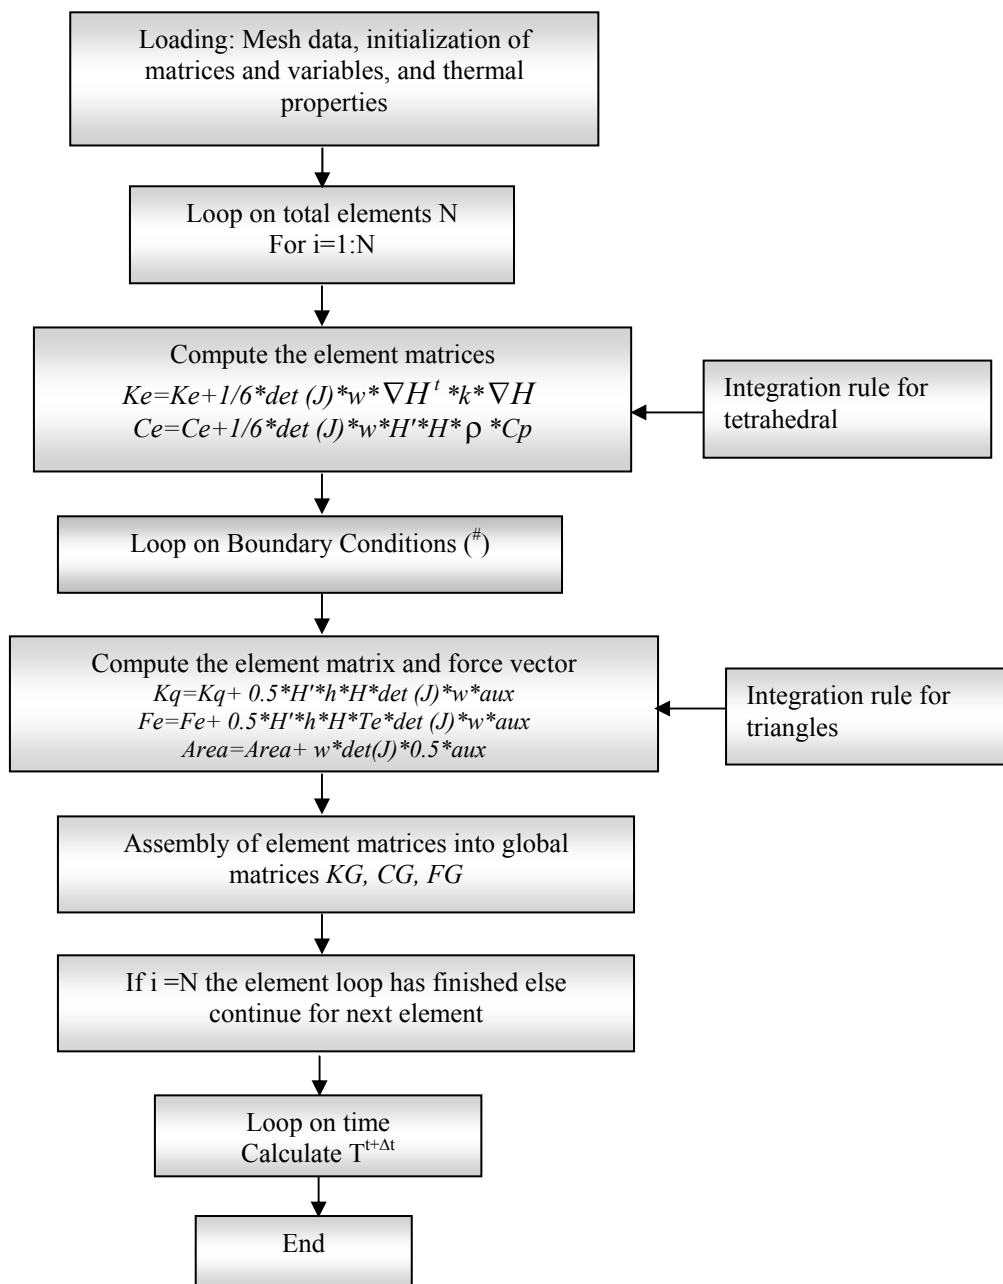 Loading: Mesh data, initialization of
matrices and variables, and thermal
properties
Loop on total elements N
For i=1:N
Compute the element matrices
Ke=Ke+1/6*det (J)*w*∇Hᵗ *k*∇H
Ce=Ce+1/6*det (J)*w*H'*H*ρ *Cp
Integration rule for
tetrahedral
Loop on Boundary Conditions (#)
Compute the element matrix and force vector
Kq=Kq+ 0.5*H'*h*H*det (J)*w*aux
Fe=Fe+ 0.5*H'*h*H*Te*det (J)*w*aux
Area=Area+ w*det(J)*0.5*aux
Integration rule for
triangles
Assembly of element matrices into global
matrices KG, CG, FG
If i =N the element loop has finished else
continue for next element
Loop on time
Calculate T^t+Δt
End